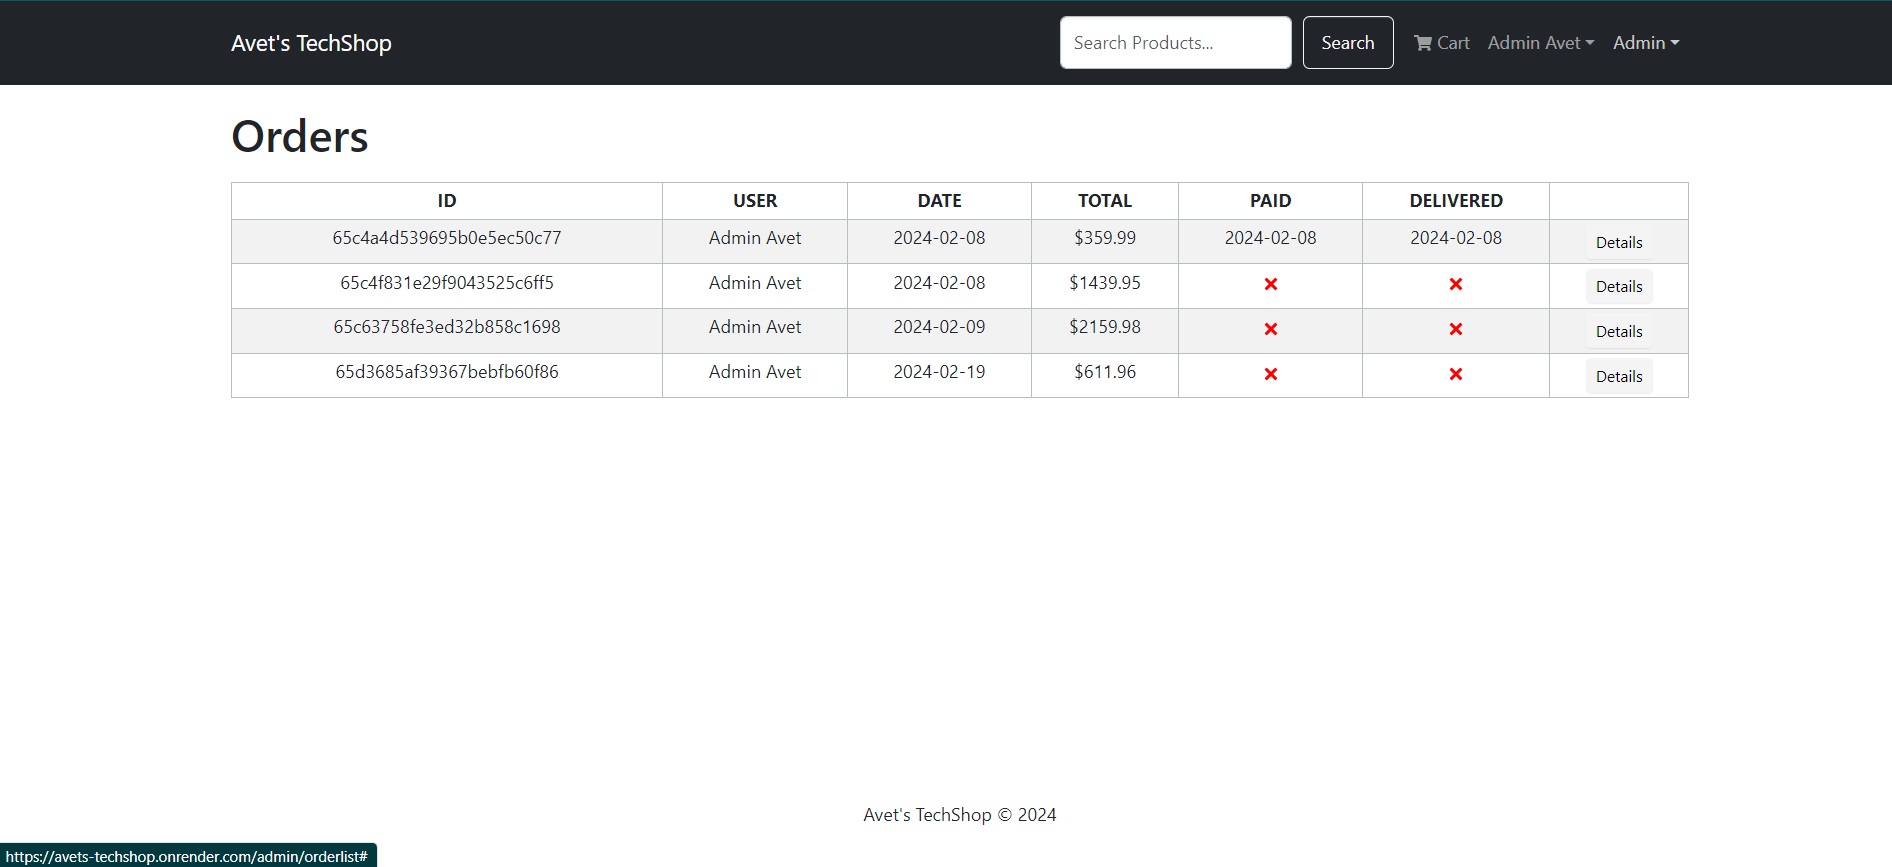 Avet's TechShop Search Products... Search Cart Admin Avet Admin
Orders
ID USER DATE TOTAL PAID DELIVERED
65c4a4d539695b0e5ec50c77 Admin Avet 2024-02-08 $359.99 2024-02-08 2024-02-08 Details
65c4f831e29f9043525c6ff5 Admin Avet 2024-02-08 $1439.95 Details
65c63758fe3ed32b858c1698 Admin Avet 2024-02-09 $2159.98 Details
65d3685af39367bebfb60f86 Admin Avet 2024-02-19 $611.96 Details
Avet's TechShop © 2024
https://avets-techshop.onrender.com/admin/orderlist#